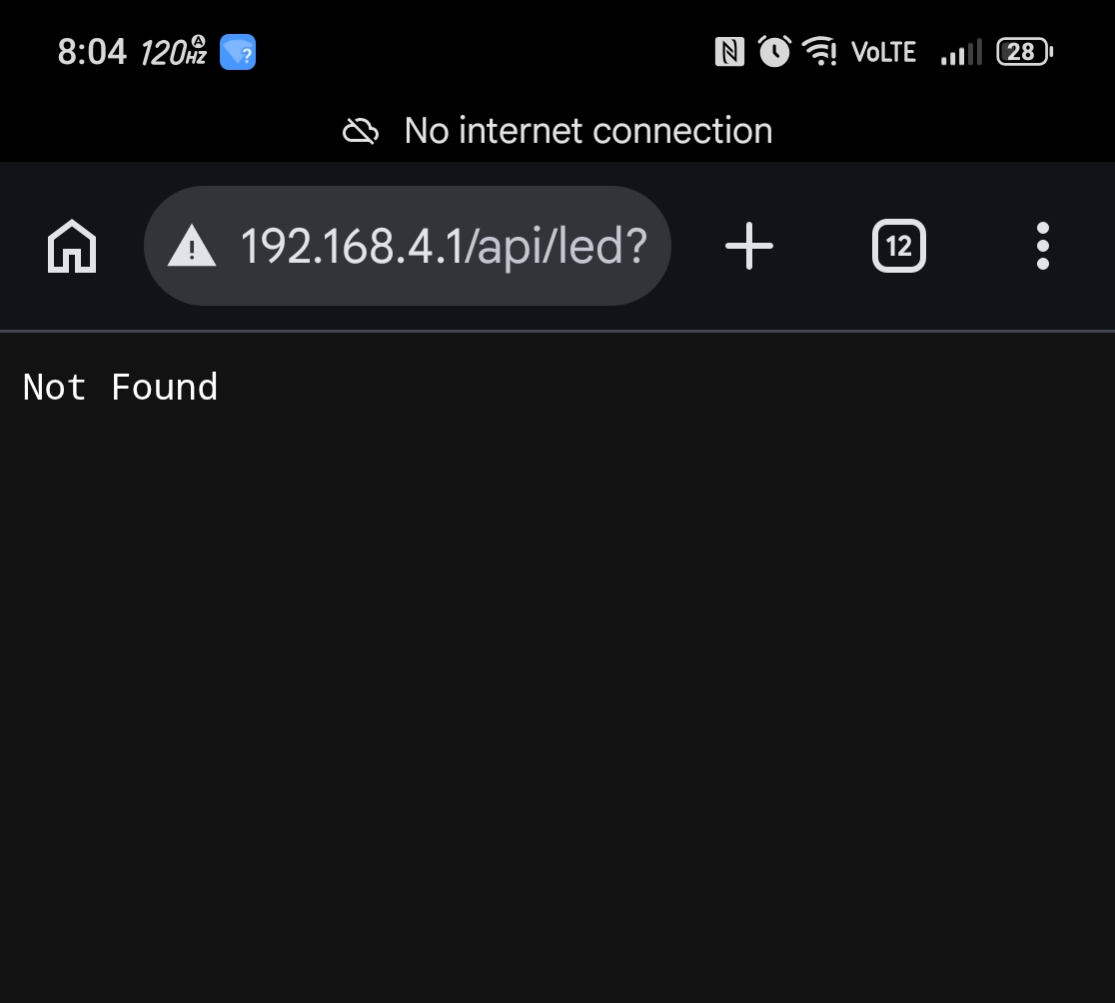 8:04 120HZ A ? N VoLTE 28
No internet connection
192.168.4.1/api/led? 12
Not Found